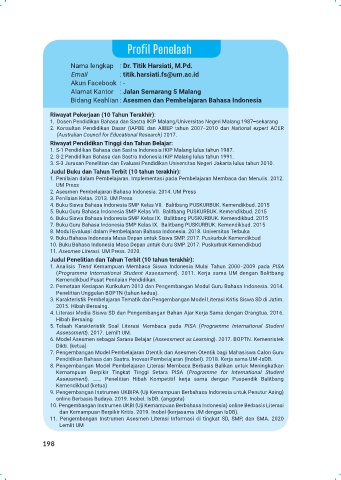 Profil Penelaah
Nama lengkap : Dr. Titik Harsiati, M.Pd.
Email : titik.harsiati.fs@um.ac.id
Akun Facebook : -
Alamat Kantor : Jalan Semarang 5 Malang
Bidang Keahlian : Asesmen dan Pembelajaran Bahasa Indonesia
Riwayat Pekerjaan (10 Tahun Terakhir):
1. Dosen Pendidikan Bahasa dan Sastra IKIP Malang/Universitas Negeri Malang 1987–sekarang.
2. Konsultan Pendidikan Dasar (IAPBE dan AIBEP tahun 2007–2010 dan National expert ACER
(Australian Council for Educational Research) 2017.
Riwayat Pendidikan Tinggi dan Tahun Belajar:
1. S-1 Pendidikan Bahasa dan Sastra Indonesia IKIP Malang lulus tahun 1987.
2. S-2 Pendidikan Bahasa dan Sastra Indonesia IKIP Malang lulus tahun 1991.
3. S-3 Jurusan Penelitian dan Evaluasi Pendidikan Universitas Negeri Jakarta lulus tahun 2010.
Judul Buku dan Tahun Terbit (10 tahun terakhir):
1. Penilaian dalam Pembelajaran. Implementasi pada Pembelajaran Membaca dan Menulis. 2012.
UM Press
2. Asesmen Pembelajaran Bahasa Indonesia. 2014. UM Press
3. Penilaian Kelas. 2013. UM Press
4. Buku Siswa Bahasa Indonesia SMP Kelas VII. Balitbang PUSKURBUK. Kemendikbud. 2015
5. Buku Guru Bahasa Indonesia SMP Kelas VII. Balitbang PUSKURBUK. Kemendikbud. 2015
6. Buku Siswa Bahasa Indonesia SMP Kelas IX. Balitbang PUSKURBUK. Kemendikbud. 2015
7. Buku Guru Bahasa Indonesia SMP Kelas IX. Balitbang PUSKURBUK. Kemendikbud. 2015
8. Modul Evaluasi dalam Pembelajaran Bahasa Indonesia. 2018. Universitas Terbuka
9. Buku Bahasa Indonesia Masa Depan untuk Siswa SMP. 2017. Puskurbuk Kemendikbud
10. Buku Bahasa Indonesia Masa Depan untuk Guru SMP. 2017. Puskurbuk Kemendikbud
11. Asesmen Literasi. UM Press. 2020.
Judul Penelitian dan Tahun Terbit (10 tahun terakhir):
1. Analisis Trend Kemampuan Membaca Siswa Indonesia Mulai Tahun 2000–2009 pada PISA
(Programme International Student Assessment). 2011. Kerja sama UM dengan Balitbang
Kemendikbud Pusat Penilaian Pendidikan.
2. Pemetaan Kesiapan Kurikulum 2013 dan Pengembangan Modul Guru Bahasa Indonesia. 2014.
Penelitian Unggulan BOPTN (tahun kedua).
3. Karakteristik Pembelajaran Tematik dan Pengembangan Model Literasi Kritis Siswa SD di Jatim.
2015. Hibah Bersaing.
4. Literasi Media Siswa SD dan Pengembangan Bahan Ajar Kerja Sama dengan Orangtua. 2016.
Hibah Bersaing
5. Telaah Karakteristik Soal Literasi Membaca pada PISA (Programme International Student
Assessment). 2017. Lemlit UM.
6. Model Asesmen sebagai Sarana Belajar (Assessment as Learning). 2017. BOPTN. Kemenristek
Dikti. (ketua)
7. Pengembangan Model Pembelajaran Otentik dan Asesmen Otentik bagi Mahasiswa Calon Guru
Pendidikan Bahasa dan Sastra. Inovasi Pembelajaran (Inobel). 2018. Kerja sama UM-IsDB.
8. Pengembangan Model Pembelajaran Literasi Membaca Berbasis Balikan untuk Meningkatkan
Kemampuan Berpikir Tingkat Tinggi Setara PISA (Programme for International Student
Assessment). ...... Penelitian Hibah Kompetitif kerja sama dengan Puspendik Balitbang
Kemendikbud (ketua)
9. Pengembangan Instrumen UKBIPA (Uji Kemampuan Berbahasa Indonesia untuk Penutur Asing)
online Berbasis Budaya. 2019. Inobel. IsDB. (anggota)
10. Pengembangan Instrumen UKBI (Uji Kemampuan Berbahasa Indonesia) online Berbasis Literasi
dan Kemampuan Berpikir Kritis. 2019. Inobel (kerjasama UM dengan IsDB).
11. Pengembangan Instrumen Asesmen Literasi Informasi di tingkat SD, SMP, dan SMA. 2020
Lemlit UM
198